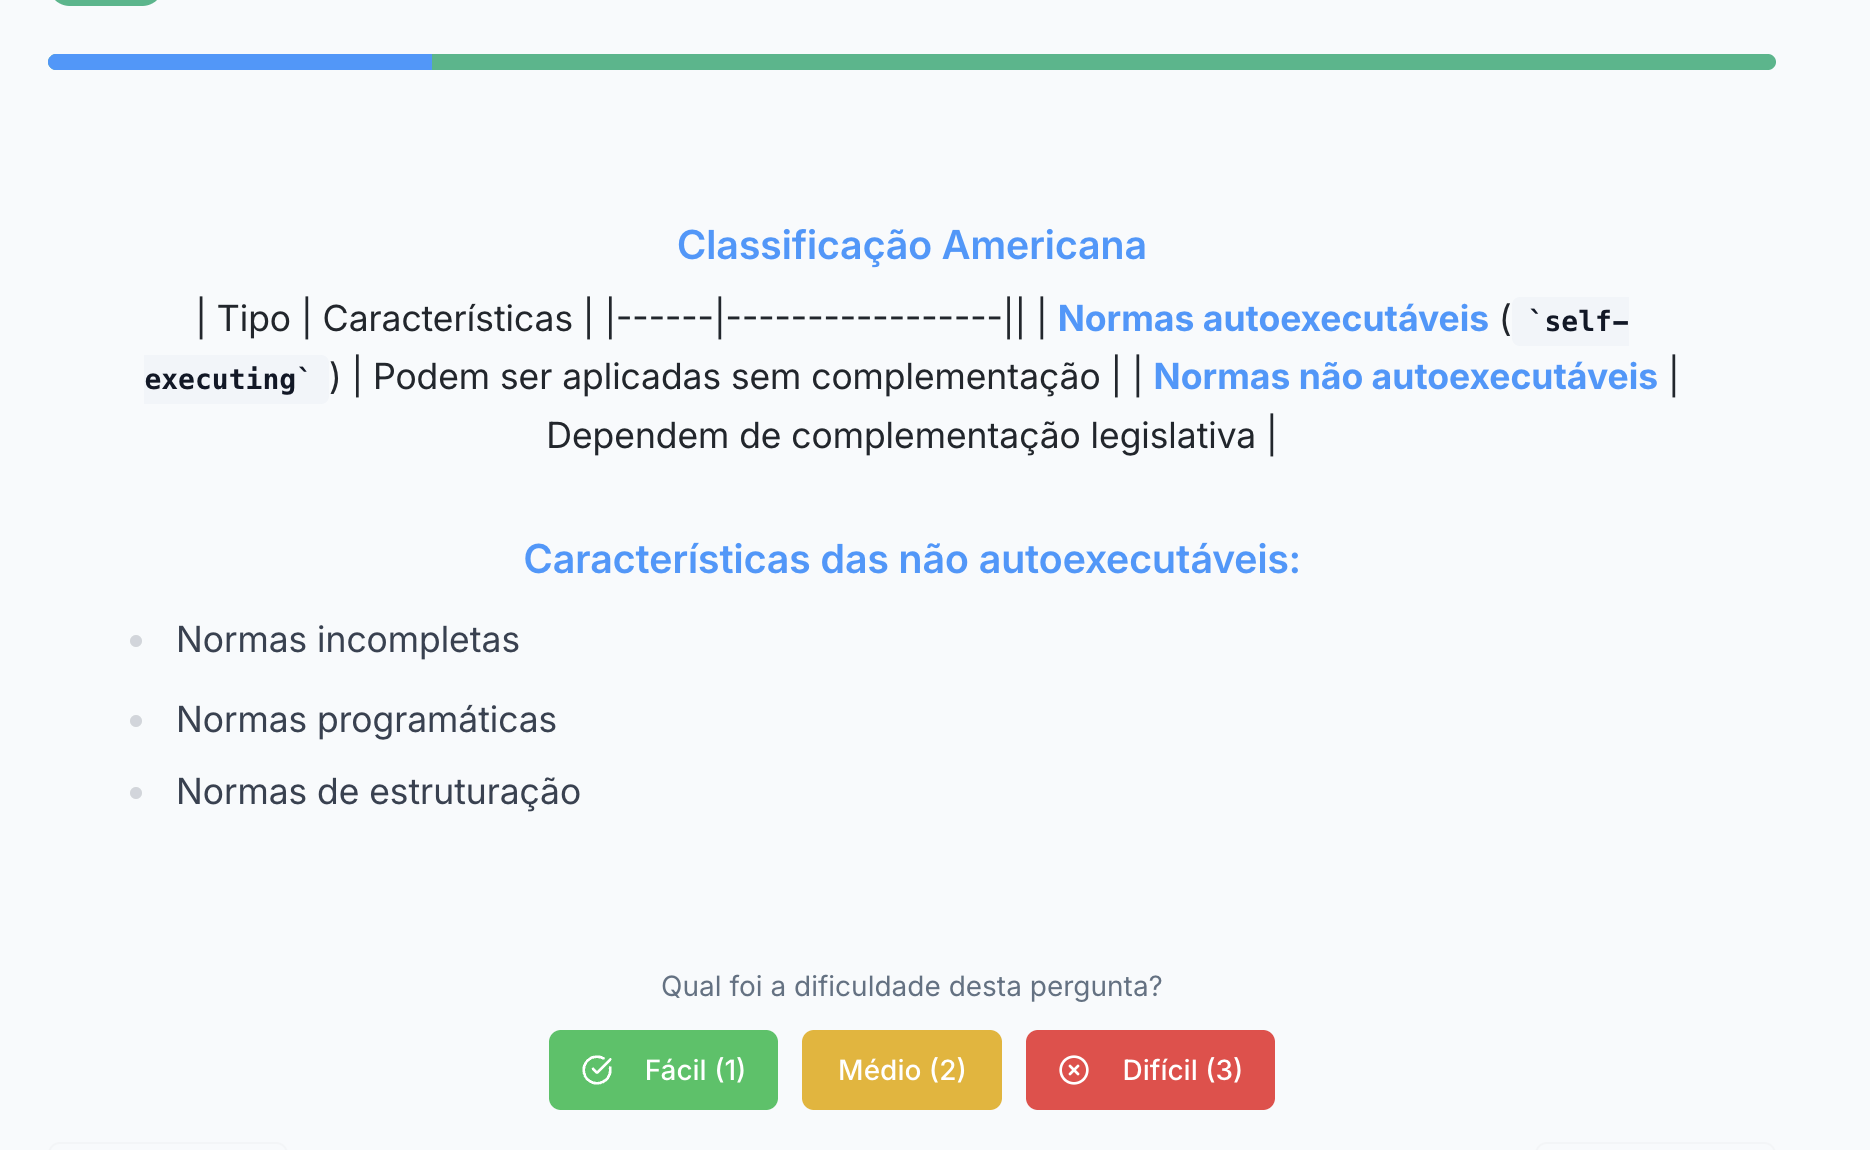 Classificação Americana
| Tipo | Características | |------|-----------------|| | Normas autoexecutáveis (`self-
executing`) | Podem ser aplicadas sem complementação | | Normas não autoexecutáveis |
Dependem de complementação legislativa |
Características das não autoexecutáveis:
Normas incompletas
Normas programáticas
Normas de estruturação
Qual foi a dificuldade desta pergunta?
Fácil (1) Médio (2) Difícil (3)